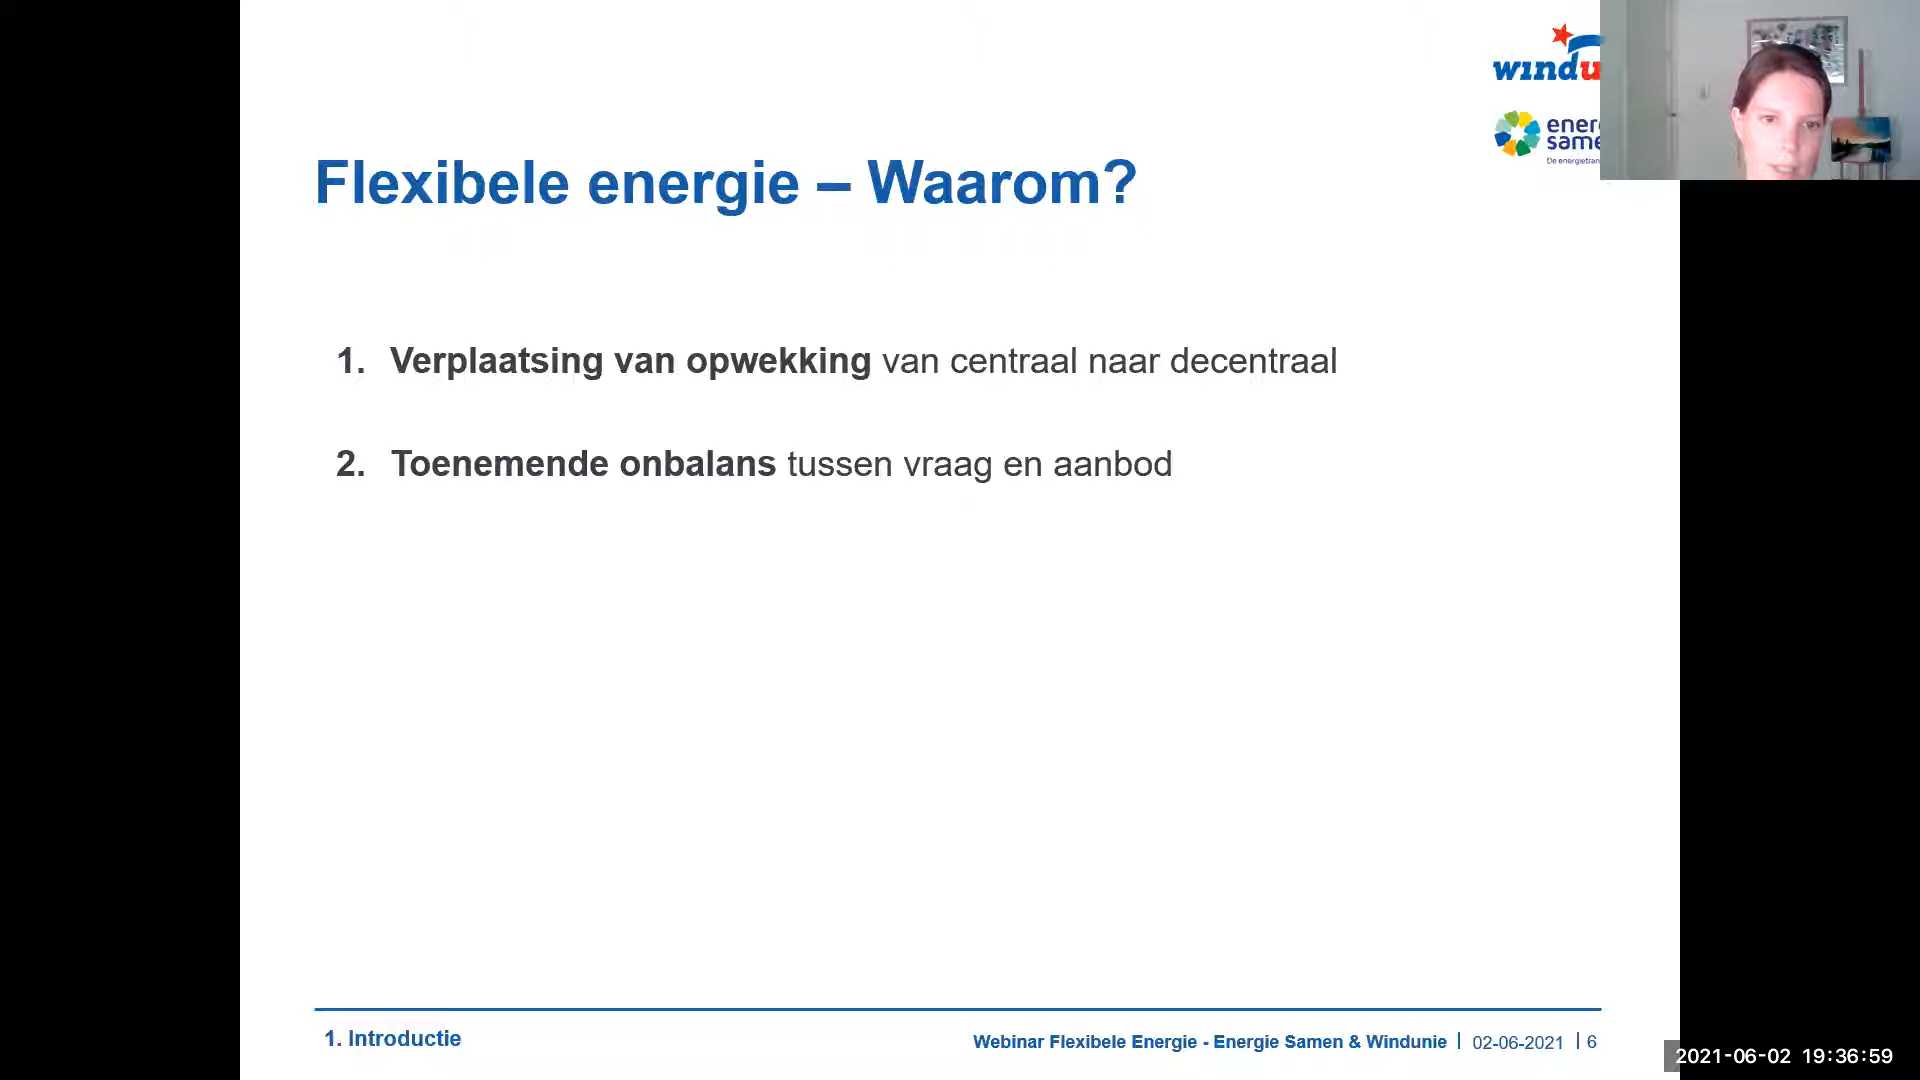 Flexibele energie – Waarom?
1. Verplaatsing van opwekking van centraal naar decentraal
2. Toenemende onbalans tussen vraag en aanbod
1. Introductie
Webinar Flexibele Energie - Energie Samen & Windunie | 02-06-2021 | 6
2021-06-02 19:36:59